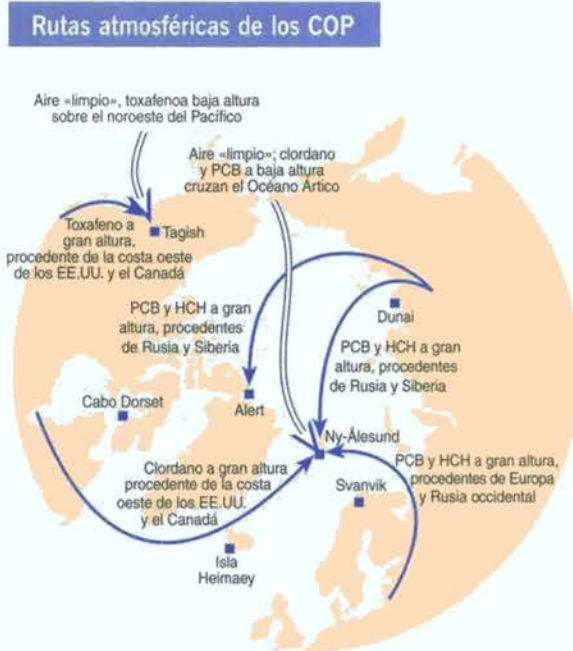 Rutas atmosféricas de los COP
Aire «limpio», toxafenoa baja altura
sobre el noroeste del Pacífico
Aire «limpio»; clordano
y PCB a baja altura
cruzan el Océano Ártico
Tagish
Toxafeno a
gran altura,
procedente de la costa oeste
de los EE.UU. y el Canadá
PCB y HCH a gran
altura, procedentes
de Rusia y Siberia
Dunai
PCB y HCH a gran
altura, procedentes
de Rusia y Siberia
Cabo Dorset
Alert
Ny-Ålesund
Clordano a gran altura
procedente de la costa
oeste de los EE.UU.
y el Canadá
PCB y HCH a gran altura,
procedentes de Europa
y Rusia occidental
Svanvik
Isla
Heimaey